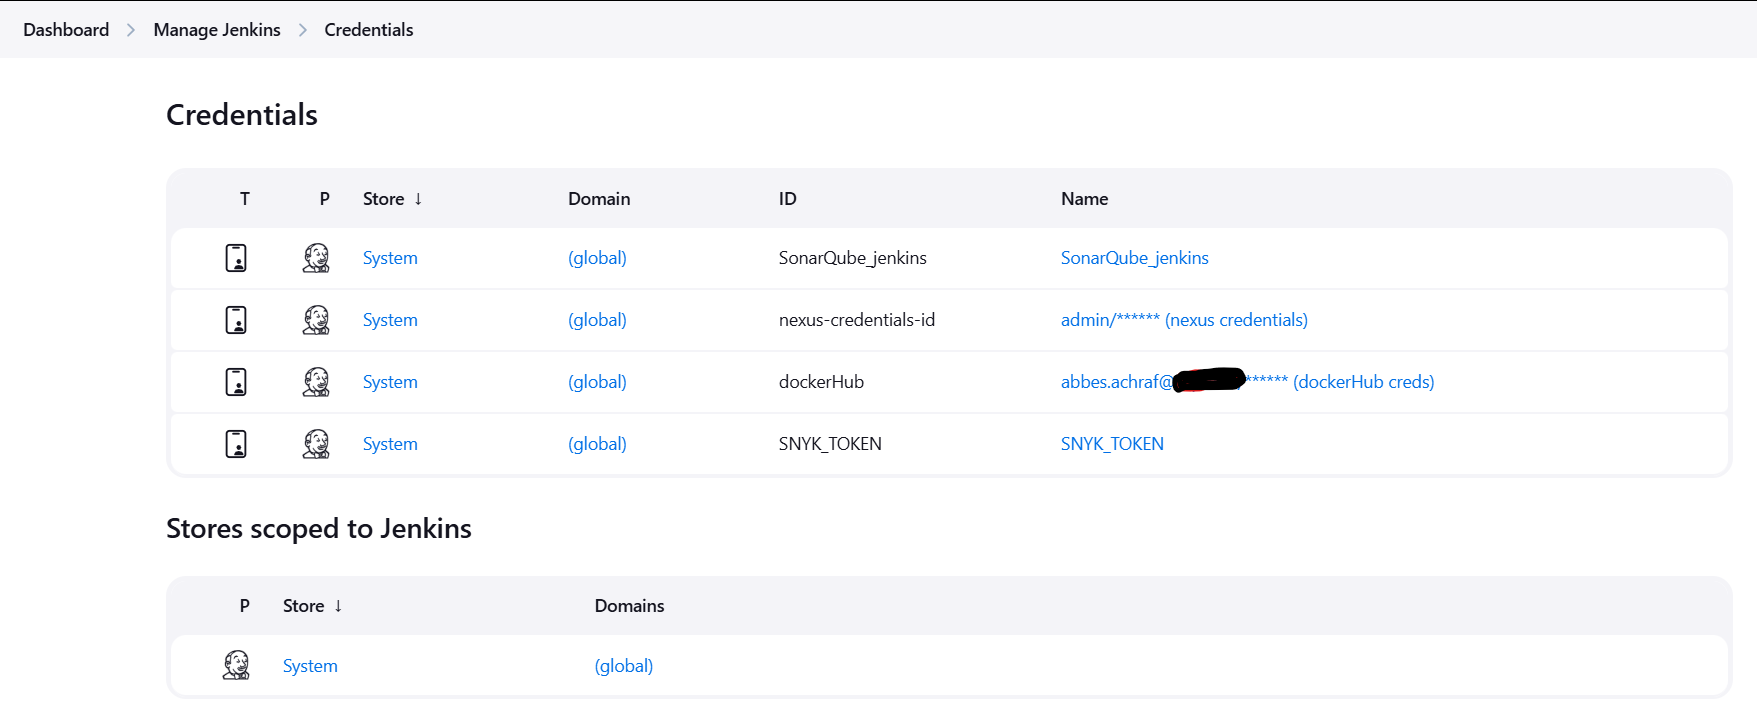 Dashboard > Manage Jenkins > Credentials
Credentials
T P Store ↓ Domain ID Name
System (global) SonarQube_jenkins SonarQube_jenkins
System (global) nexus-credentials-id admin/****** (nexus credentials)
System (global) dockerHub abbes.achraf@ ****** (dockerHub creds)
System (global) SNYK_TOKEN SNYK_TOKEN
Stores scoped to Jenkins
P Store ↓ Domains
System (global)